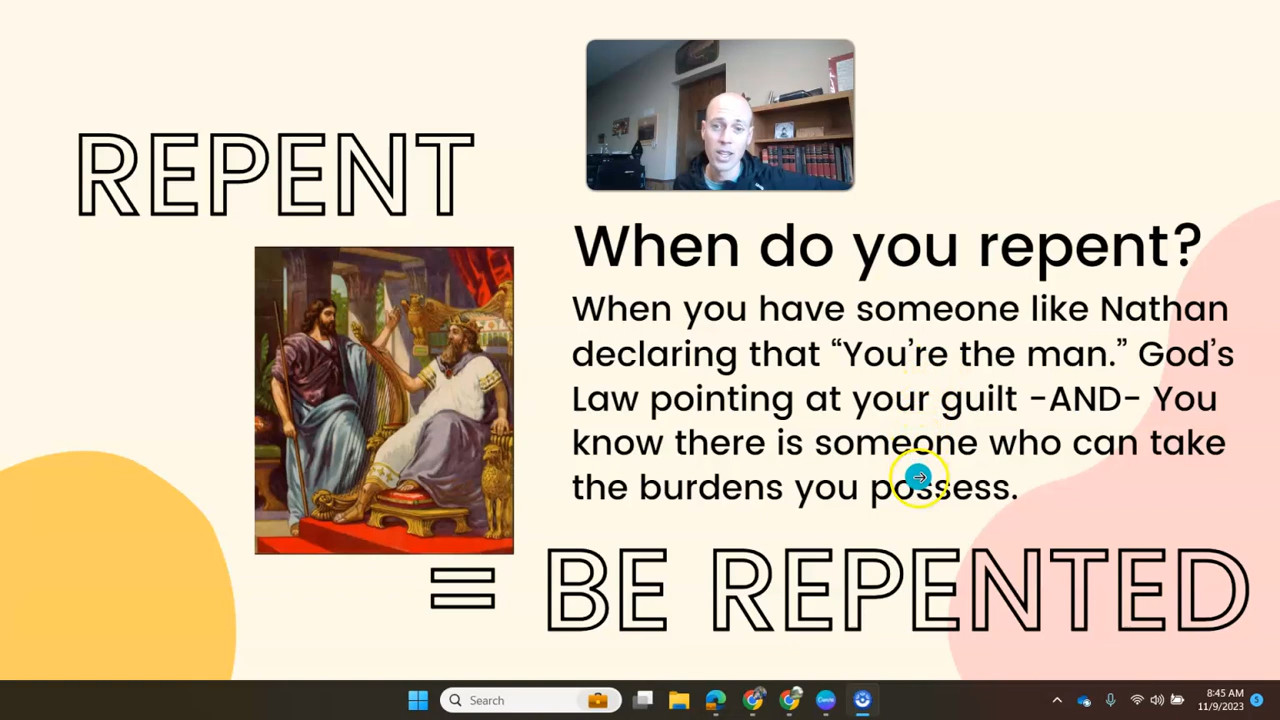 REPENT
When do you repent?
When you have someone like Nathan
declaring that “You’re the man.” God’s
Law pointing at your guilt -AND- You
know there is someone who can take
the burdens you possess.
= BE REPENTED
Search
8:45 AM
11/9/2023
5